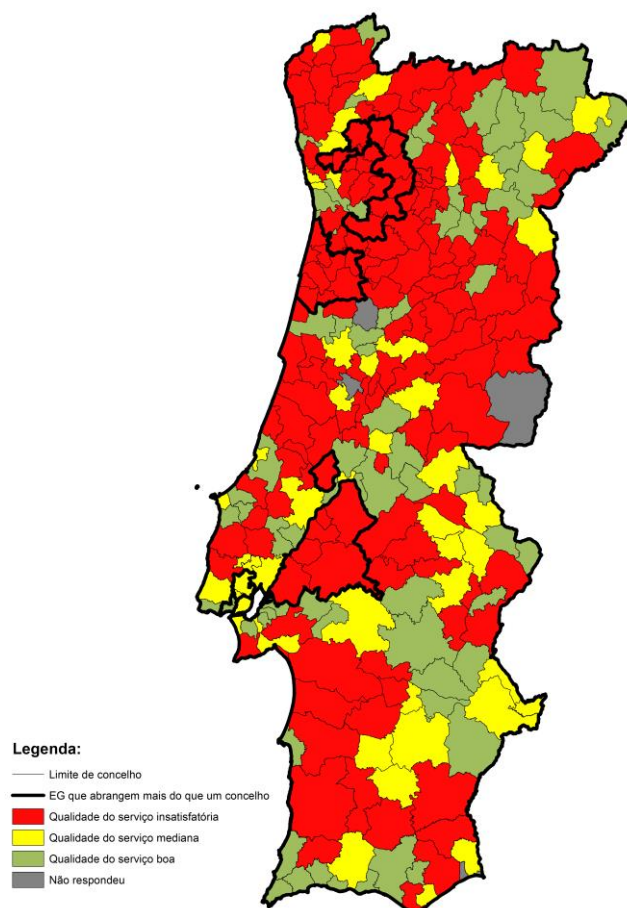 Legenda:
Limite de concelho
EG que abrangem mais do que um concelho
Qualidade do serviço insatisfatória
Qualidade do serviço mediana
Qualidade do serviço boa
Não respondeu